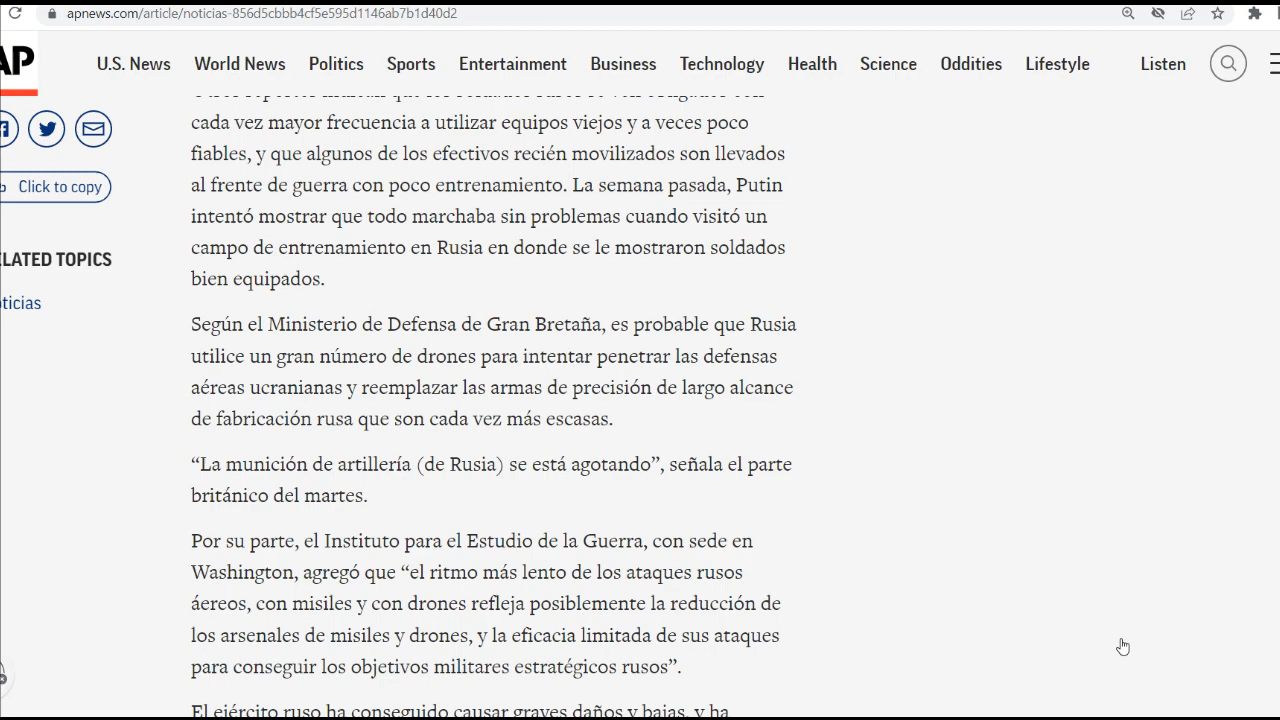 apnews.com/article/noticias-856d5cbbb4cf5e595d1146ab7b1d40d2
AP
U.S. News World News Politics Sports Entertainment Business Technology Health Science Oddities Lifestyle Listen
cada vez mayor frecuencia a utilizar equipos viejos y a veces poco
fiables, y que algunos de los efectivos recién movilizados son llevados
Click to copy
al frente de guerra con poco entrenamiento. La semana pasada, Putin
intentó mostrar que todo marchaba sin problemas cuando visitó un
campo de entrenamiento en Rusia en donde se le mostraron soldados
ELATED TOPICS
bien equipados.
oticias
Según el Ministerio de Defensa de Gran Bretaña, es probable que Rusia
utilice un gran número de drones para intentar penetrar las defensas
aéreas ucranianas y reemplazar las armas de precisión de largo alcance
de fabricación rusa que son cada vez más escasas.
“La munición de artillería (de Rusia) se está agotando”, señala el parte
británico del martes.
Por su parte, el Instituto para el Estudio de la Guerra, con sede en
Washington, agregó que “el ritmo más lento de los ataques rusos
áereos, con misiles y con drones refleja posiblemente la reducción de
los arsenales de misiles y drones, y la eficacia limitada de sus ataques
para conseguir los objetivos militares estratégicos rusos”.
El ejército ruso ha conseguido causar graves daños y bajas, y ha